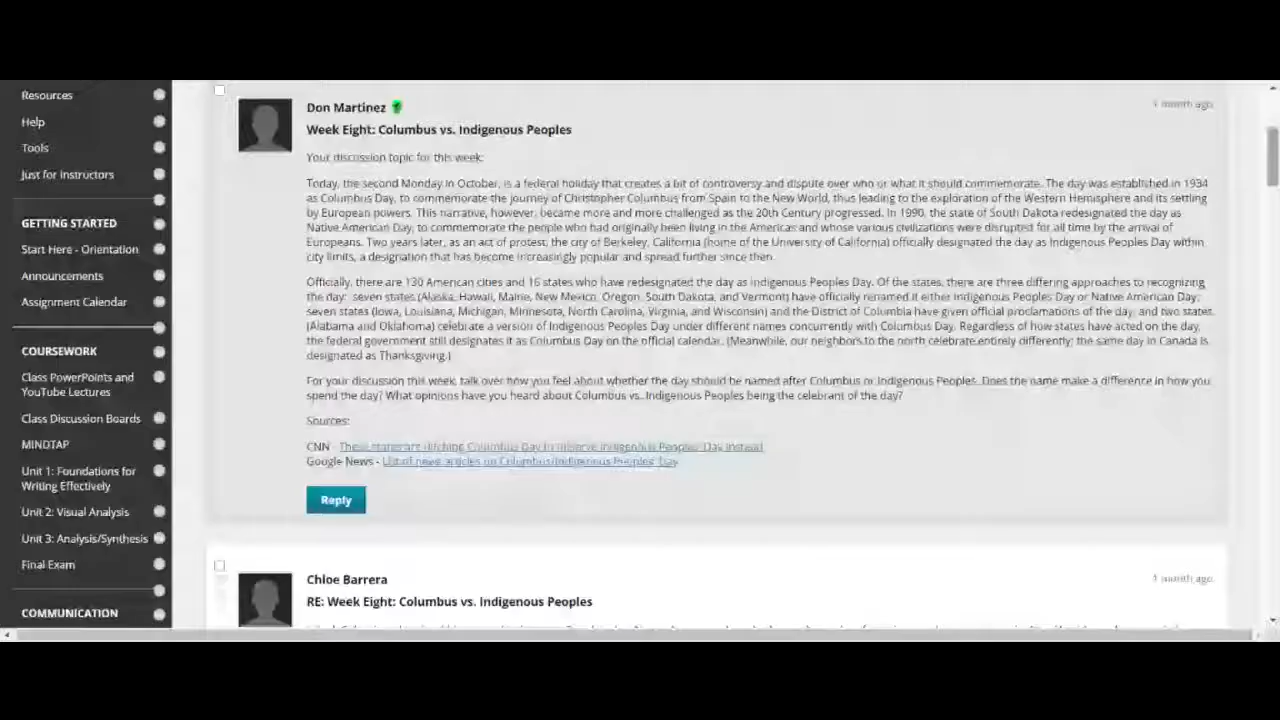 Resources
Help
Tools
Just for Instructors
GETTING STARTED
Start Here - Orientation
Announcements
Assignment Calendar
COURSEWORK
Class PowerPoints and
YouTube Lectures
Class Discussion Boards
MINDTAP
Unit 1: Foundations for
Writing Effectively
Unit 2: Visual Analysis
Unit 3: Analysis/Synthesis
Final Exam
COMMUNICATION
Don Martinez
1 month ago
Week Eight: Columbus vs. Indigenous Peoples
Your discussion topic for this week:
Today, the second Monday in October, is a federal holiday that creates a bit of controversy and dispute over who or what it should commemorate. The day was established in 1934
as Columbus Day, to commemorate the journey of Christopher Columbus from Spain to the New World, thus leading to the exploration of the Western Hemisphere and its settling
by European powers. This narrative, however, became more and more challenged as the 20th Century progressed. In 1990, the state of South Dakota redesignated the day as
Native American Day, to commemorate the people who had originally been living in the Americas and whose various civilizations were disrupted for all time by the arrival of
Europeans. Two years later, as an act of protest, the city of Berkeley, California (home of the University of California) officially designated the day as Indigenous Peoples Day within
city limits, a designation that has become increasingly popular and spread further since then.
Officially, there are 130 American cities and 16 states who have redesignated the day as Indigenous Peoples Day. Of the states, there are three differing approaches to recognizing
the day: seven states (Alaska, Hawaii, Maine, New Mexico, Oregon, South Dakota, and Vermont) have officially renamed it either Indigenous Peoples Day or Native American Day;
seven states (Iowa, Louisiana, Michigan, Minnesota, North Carolina, Virginia, and Wisconsin) and the District of Columbia have given official proclamations of the day, and two states
(Alabama and Oklahoma) celebrate a version of Indigenous Peoples Day under different names concurrently with Columbus Day. Regardless of how states have acted on the day,
the federal government still designates it as Columbus Day on the official calendar. (Meanwhile, our neighbors to the north celebrate entirely differently; the same day in Canada is
designated as Thanksgiving.)
For your discussion this week, talk over how you feel about whether the day should be named after Columbus or Indigenous Peoples. Does the name make a difference in how you
spend the day? What opinions have you heard about Columbus vs. Indigenous Peoples being the celebrant of the day?
Sources:
CNN - These states are ditching Columbus Day to observe Indigenous Peoples' Day instead
Google News - List of news articles on Columbus/Indigenous Peoples' Day
Reply
Chloe Barrera
1 month ago
RE: Week Eight: Columbus vs. Indigenous Peoples